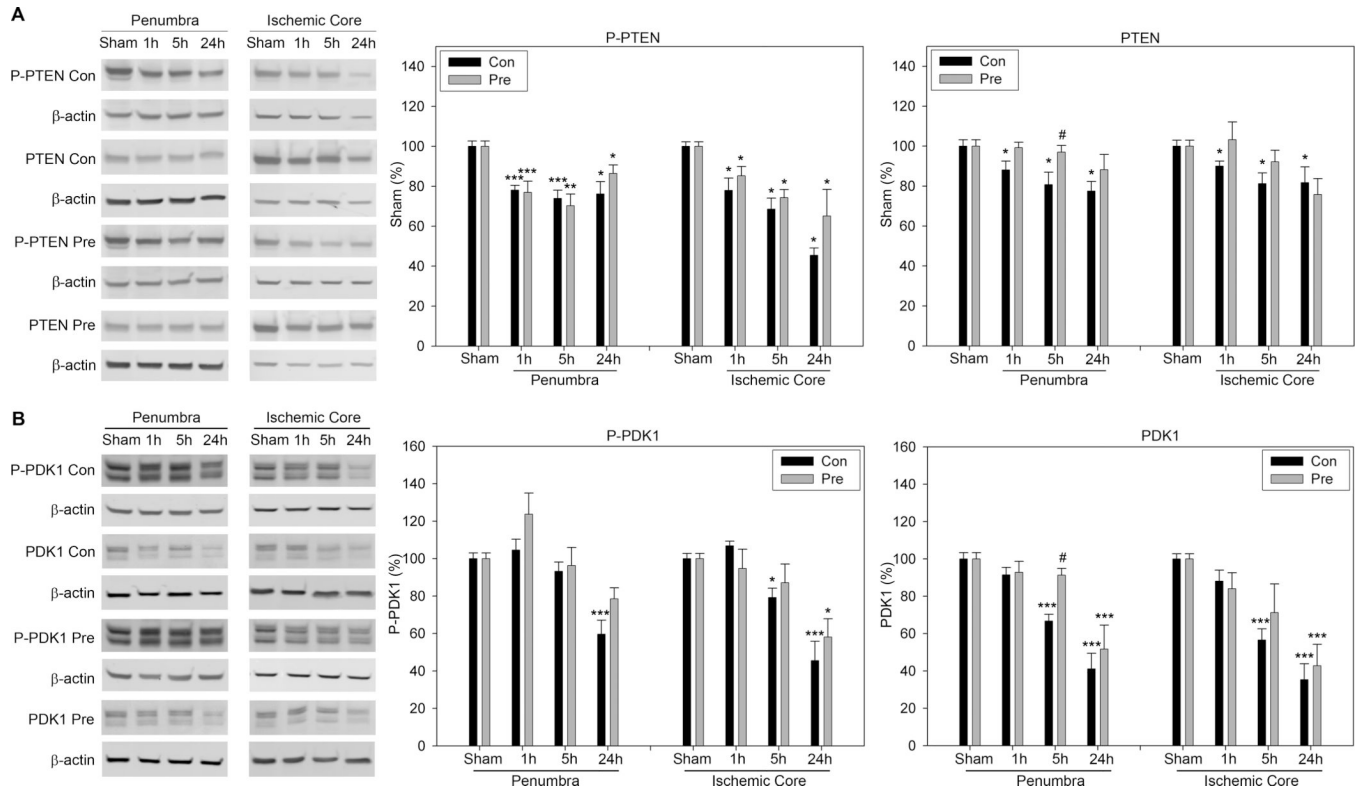 A
Penumbra Ischemic Core
Sham 1h 5h 24h Sham 1h 5h 24h
P-PTEN Con
β-actin
PTEN Con
β-actin
P-PTEN Pre
β-actin
PTEN Pre
β-actin
P-PTEN
Con
Pre
Sham (%)
140
120
100
80
60
40
20
0
*** *** *** ** * * * * * * * *
Sham 1h 5h 24h Sham 1h 5h 24h
Penumbra Ischemic Core
PTEN
Con
Pre
Sham (%)
140
120
100
80
60
40
20
0
* * # * * * *
Sham 1h 5h 24h Sham 1h 5h 24h
Penumbra Ischemic Core
B
Penumbra Ischemic Core
Sham 1h 5h 24h Sham 1h 5h 24h
P-PDK1 Con
β-actin
PDK1 Con
β-actin
P-PDK1 Pre
β-actin
PDK1 Pre
β-actin
P-PDK1
Con
Pre
P-PDK1 (%)
160
140
120
100
80
60
40
20
0
*** * *** *
Sham 1h 5h 24h Sham 1h 5h 24h
Penumbra Ischemic Core
PDK1
Con
Pre
PDK1 (%)
160
140
120
100
80
60
40
20
0
*** # *** *** *** *** ***
Sham 1h 5h 24h Sham 1h 5h 24h
Penumbra Ischemic Core